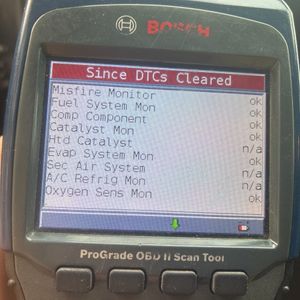 BOSCH
Since DTCs Cleared
Misfire Monitor ok
Fuel System Mon ok
Comp Component ok
Catalyst Mon ok
Htd Catalyst n/a
Evap System Mon ok
Sec Air System n/a
A/C Refrig Mon n/a
Oxygen Sens Mon ok
ProGrade OBD II Scan Tool